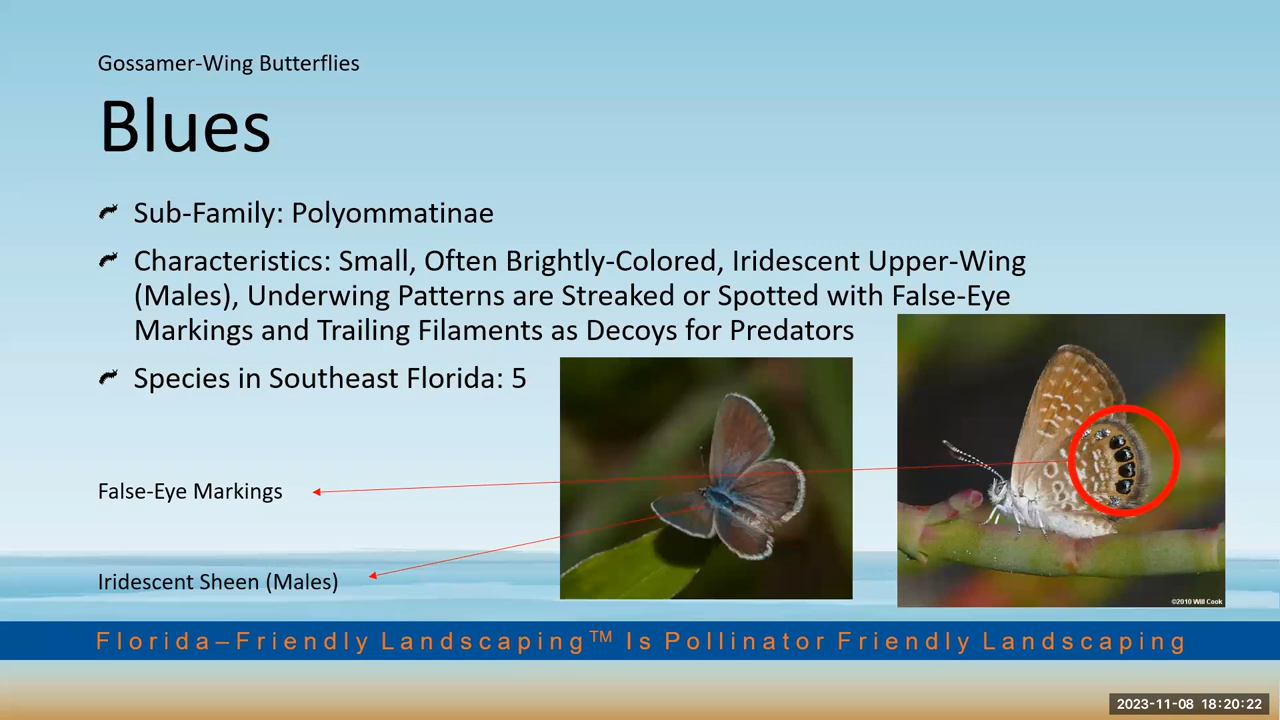 Gossamer-Wing Butterflies
Blues
Sub-Family: Polyommatinae
Characteristics: Small, Often Brightly-Colored, Iridescent Upper-Wing
(Males), Underwing Patterns are Streaked or Spotted with False-Eye
Markings and Trailing Filaments as Decoys for Predators
Species in Southeast Florida: 5
False-Eye Markings
Iridescent Sheen (Males)
©2010 Will Cook
Florida–Friendly Landscaping™ Is Pollinator Friendly Landscaping
2023-11-08 18:20:22